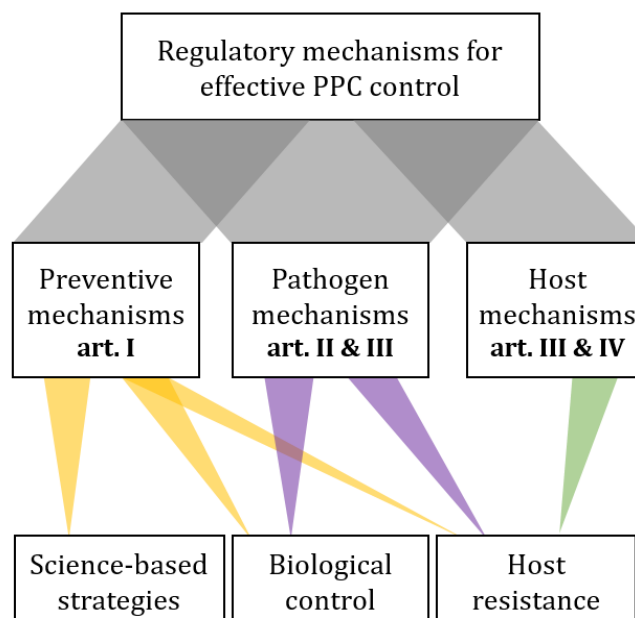 Regulatory mechanisms for
effective PPC control
Preventive
mechanisms
art. I
Pathogen
mechanisms
art. II & III
Host
mechanisms
art. III & IV
Science-based
strategies
Biological
control
Host
resistance